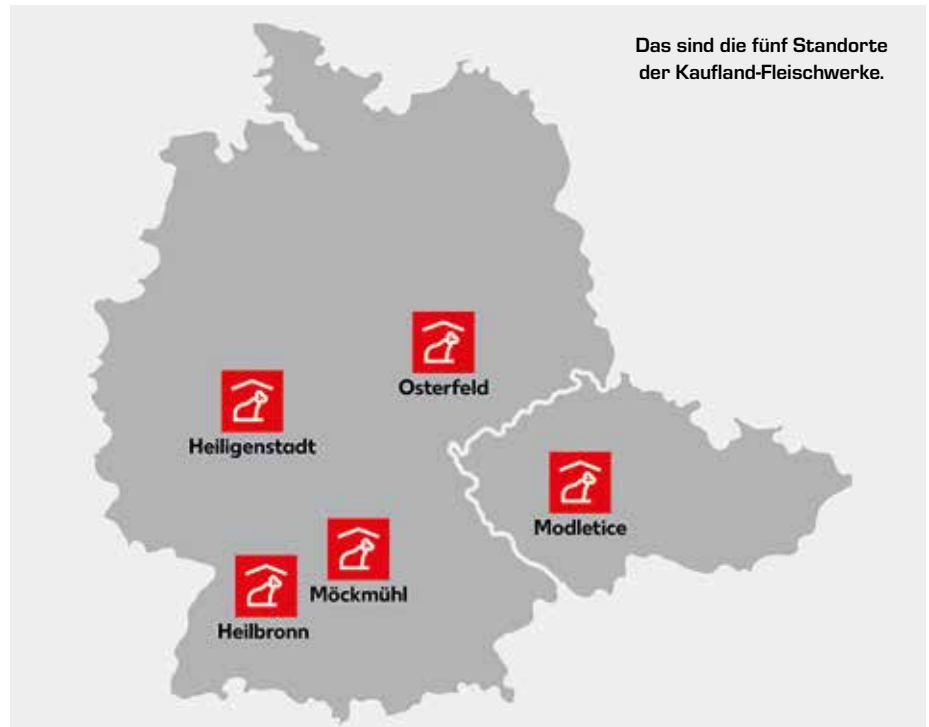 Das sind die fünf Standorte
der Kaufland-Fleischwerke.
Osterfeld
Heiligenstadt
Modletice
Möckmühl
Heilbronn